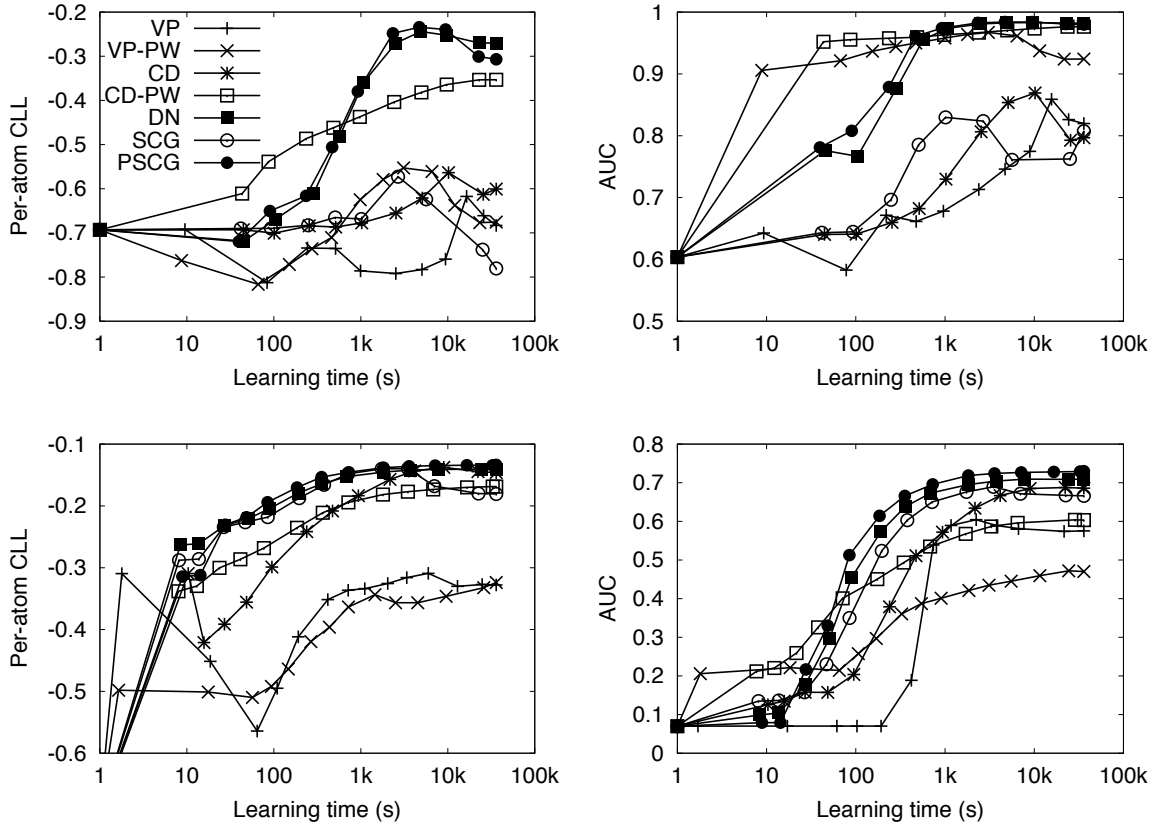 -0.2
-0.3
-0.4
-0.5
-0.6
-0.7
-0.8
-0.9
Per-atom CLL
VP
VP-PW
CD
CD-PW
DN
SCG
PSCG
1 10 100 1k 10k 100k
Learning time (s)
1
0.9
0.8
0.7
0.6
0.5
AUC
1 10 100 1k 10k 100k
Learning time (s)
-0.1
-0.2
-0.3
-0.4
-0.5
-0.6
Per-atom CLL
1 10 100 1k 10k 100k
Learning time (s)
0.8
0.7
0.6
0.5
0.4
0.3
0.2
0.1
0
AUC
1 10 100 1k 10k 100k
Learning time (s)